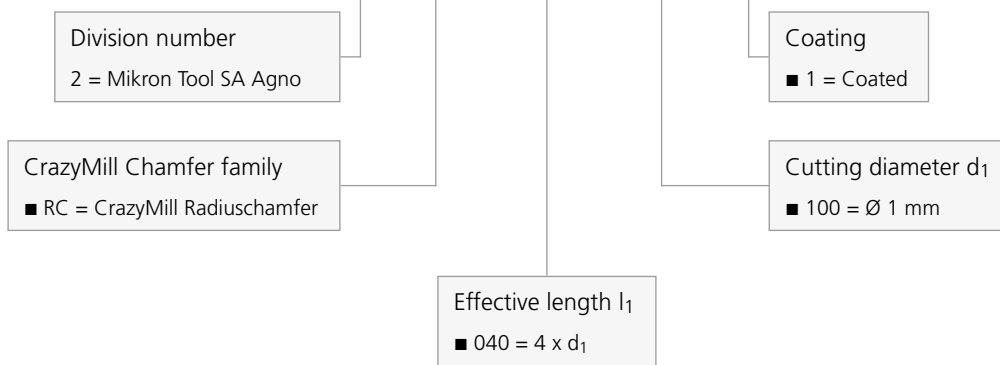 Division number
2 = Mikron Tool SA Agno
Coating
■ 1 = Coated
CrazyMill Chamfer family
■ RC = CrazyMill Radiuschamfer
Cutting diameter d1
■ 100 = Ø 1 mm
Effective length l1
■ 040 = 4 x d1